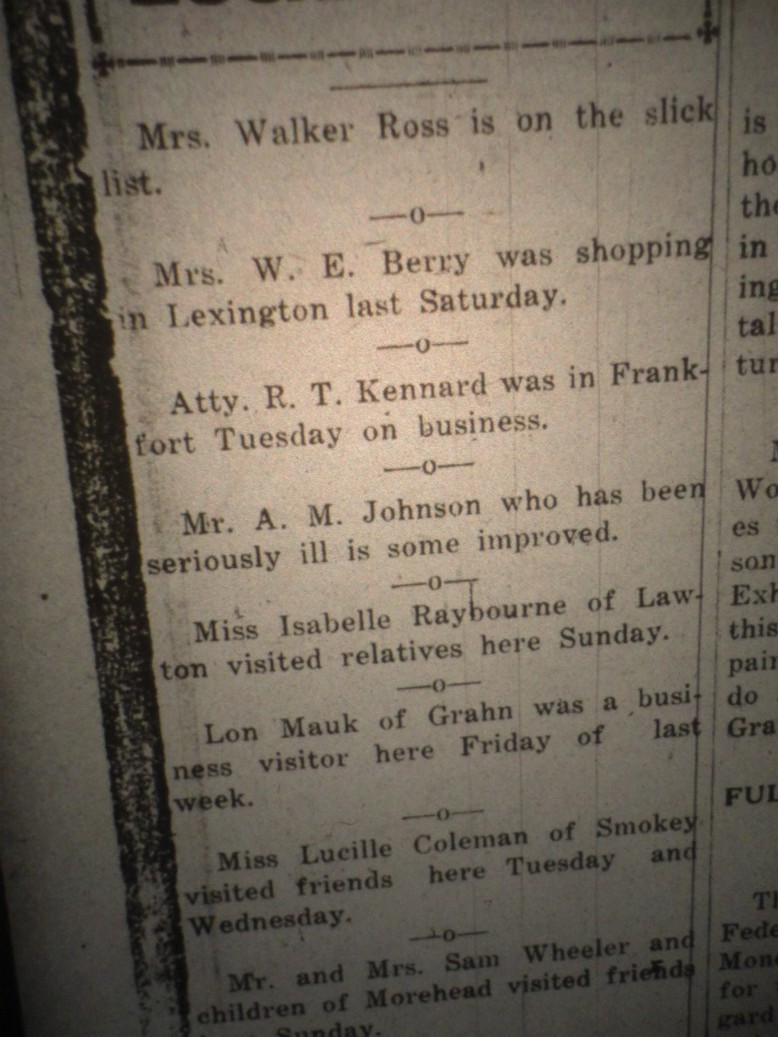 Mrs. Walker Ross is on the slick
list.
—o—
Mrs. W. E. Berry was shopping
in Lexington last Saturday.
—o—
Atty. R. T. Kennard was in Frank-
fort Tuesday on business.
—o—
Mr. A. M. Johnson who has been
seriously ill is some improved.
—o—
Miss Isabelle Raybourne of Law-
ton visited relatives here Sunday.
—o—
Lon Mauk of Grahn was a busi-
ness visitor here Friday of last
week.
—o—
Miss Lucille Coleman of Smokey
visited friends here Tuesday and
Wednesday.
—o—
Mr. and Mrs. Sam Wheeler and
children of Morehead visited friends
Sunday.
is
ho
the
in
ing
tal
tur
Wo
es
son
Exh
this
pain
do
Gra
FUL
Th
Fede
Mon
for
gard